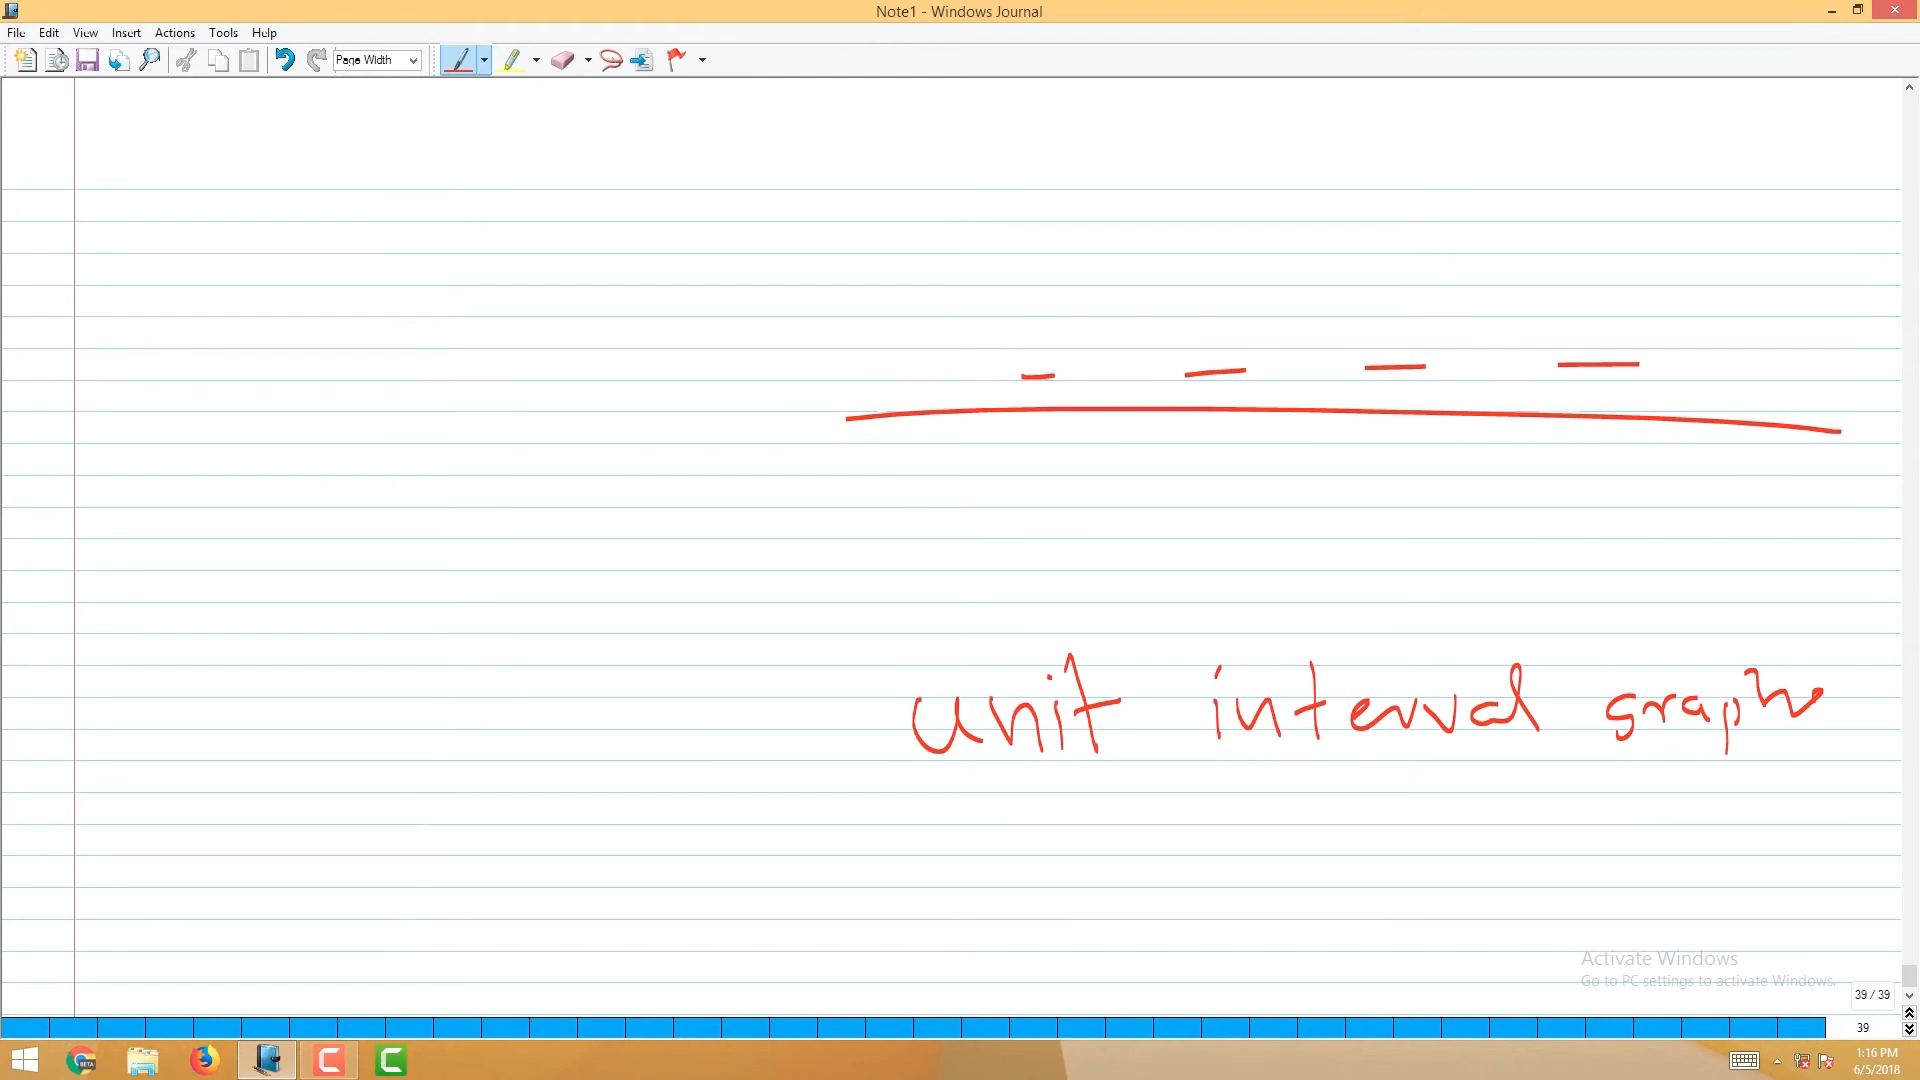 Note1 - Windows Journal
File Edit View Insert Actions Tools Help
Page Width
unit interval graph
Activate Windows
Go to PC settings to activate Windows.
39 / 39
39
BETA
1:16 PM
6/5/2018